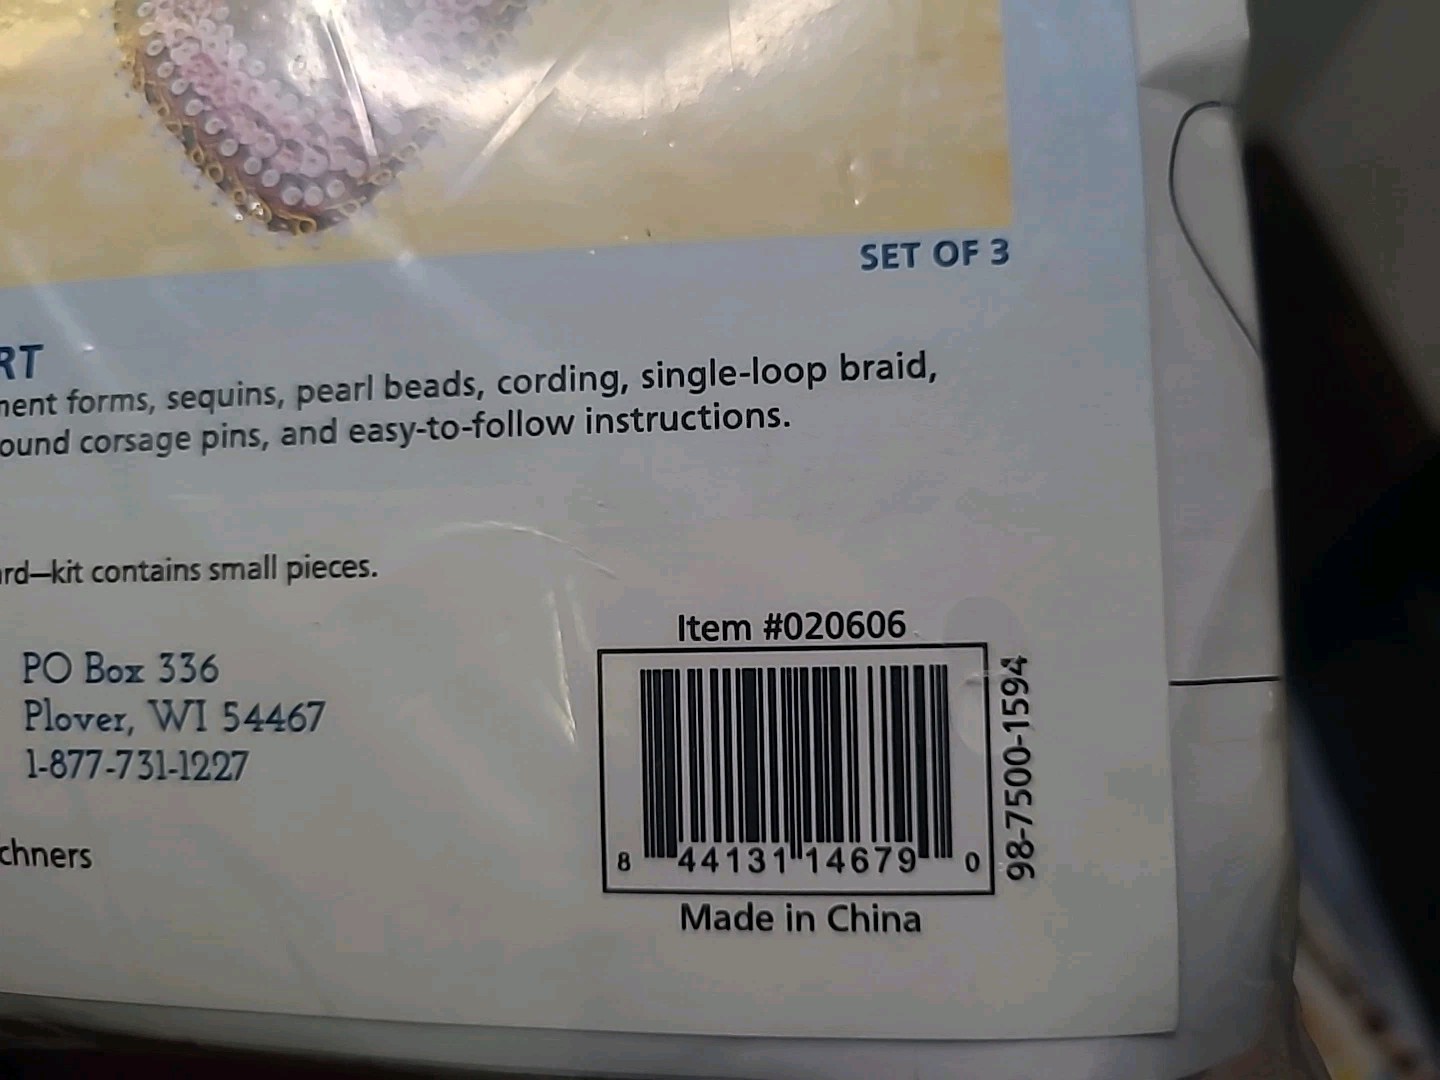 SET OF 3
RT
ment forms, sequins, pearl beads, cording, single-loop braid,
ound corsage pins, and easy-to-follow instructions.
ard—kit contains small pieces.
PO Box 336
Plover, WI 54467
1-877-731-1227
chners
Item #020606
8 44131 14679 0
98-7500-1594
Made in China